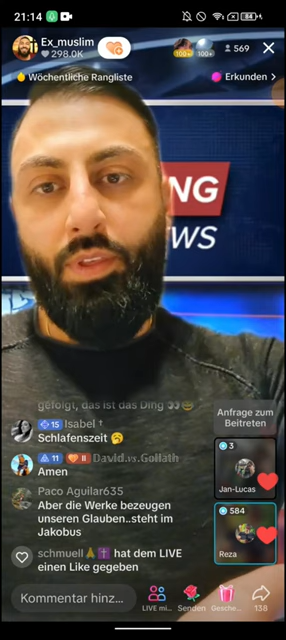 21:14
84
Ex_muslim
298.0K
100+
100+
569
Wöchentliche Rangliste
Erkunden >
NG
WS
gefolgt, das ist das Ding 👀😅
15 Isabel †
Schlafenszeit 🥱
11 II David.vs.Goliath
Amen
Paco Aguilar635
Aber die Werke bezeugen
unseren Glauben..steht im
Jakobus
schmuell🙏✝️ hat dem LIVE
einen Like gegeben
Anfrage zum
Beitreten
3
Jan-Lucas
584
Reza
Kommentar hinz...
LIVE mi...
Senden
Gesche...
138